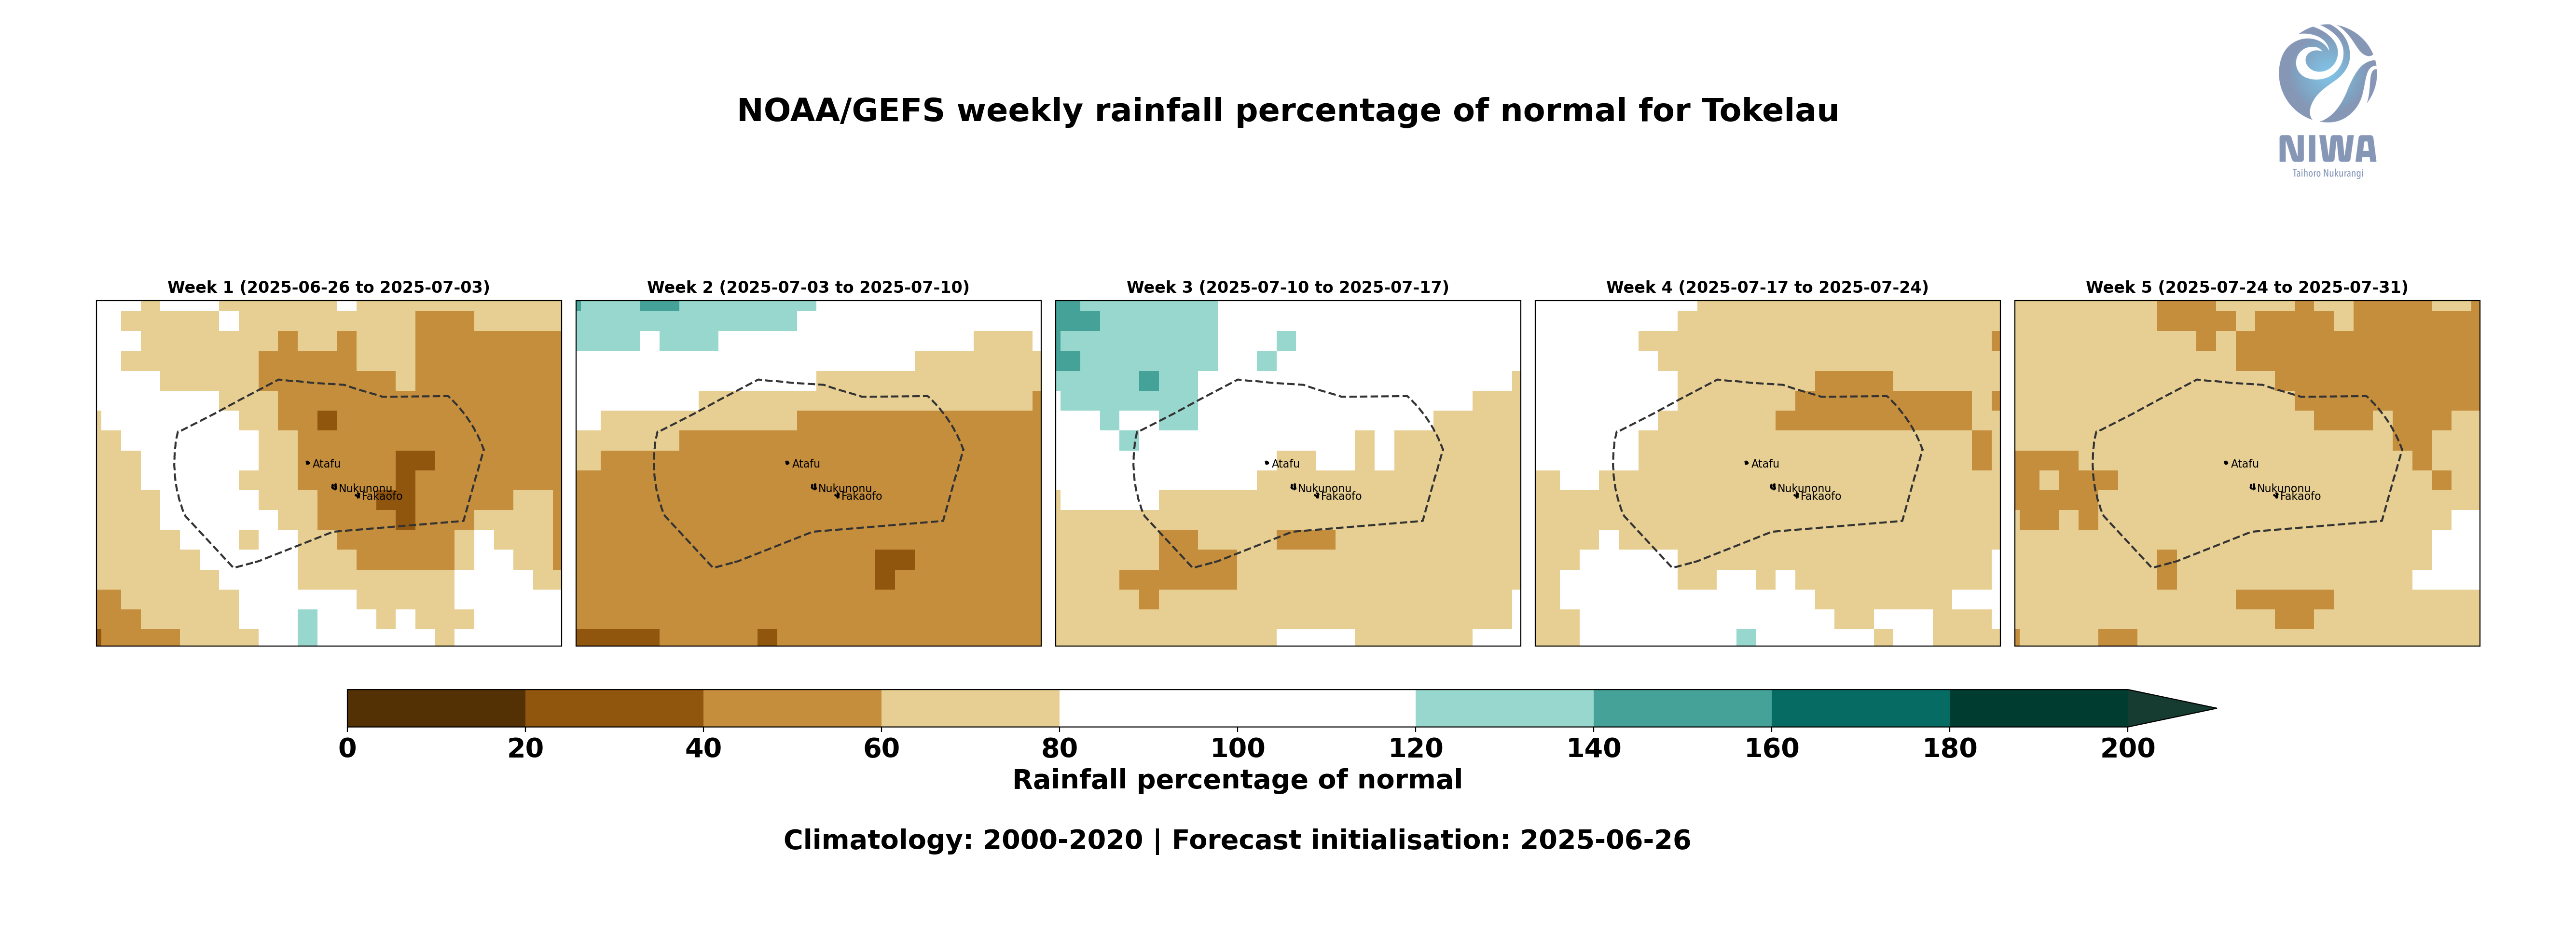 NOAA/GEFS weekly rainfall percentage of normal for Tokelau
NIWA
Taihoro Nukurangi
Week 1 (2025-06-26 to 2025-07-03)
Week 2 (2025-07-03 to 2025-07-10)
Week 3 (2025-07-10 to 2025-07-17)
Week 4 (2025-07-17 to 2025-07-24)
Week 5 (2025-07-24 to 2025-07-31)
Atafu
Nukunonu
Fakaofo
Atafu
Nukunonu
Fakaofo
Atafu
Nukunonu
Fakaofo
Atafu
Nukunonu
Fakaofo
Atafu
Nukunonu
Fakaofo
0 20 40 60 80 100 120 140 160 180 200
Rainfall percentage of normal
Climatology: 2000-2020 | Forecast initialisation: 2025-06-26